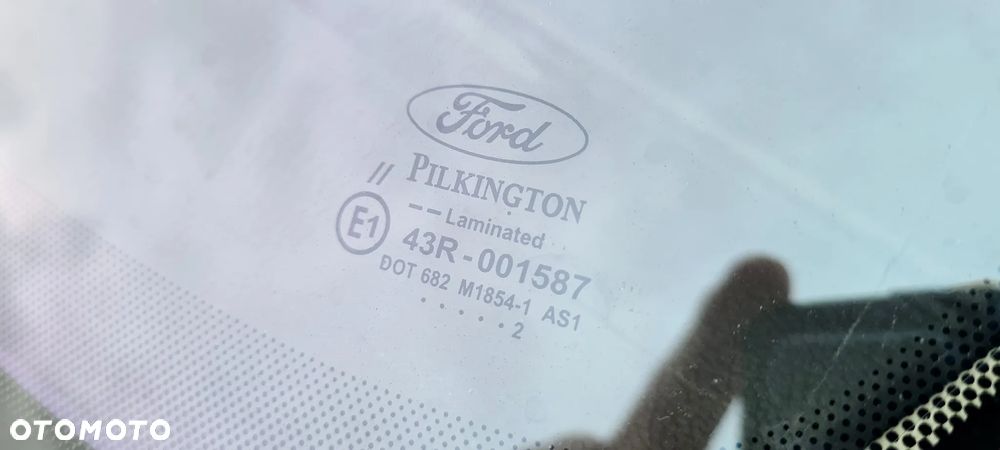 Ford
PILKINGTON
//
-- Laminated
E1
43R-001587
DOT 682 M1854-1 AS1
. . . . . . 2
OTOMOTO